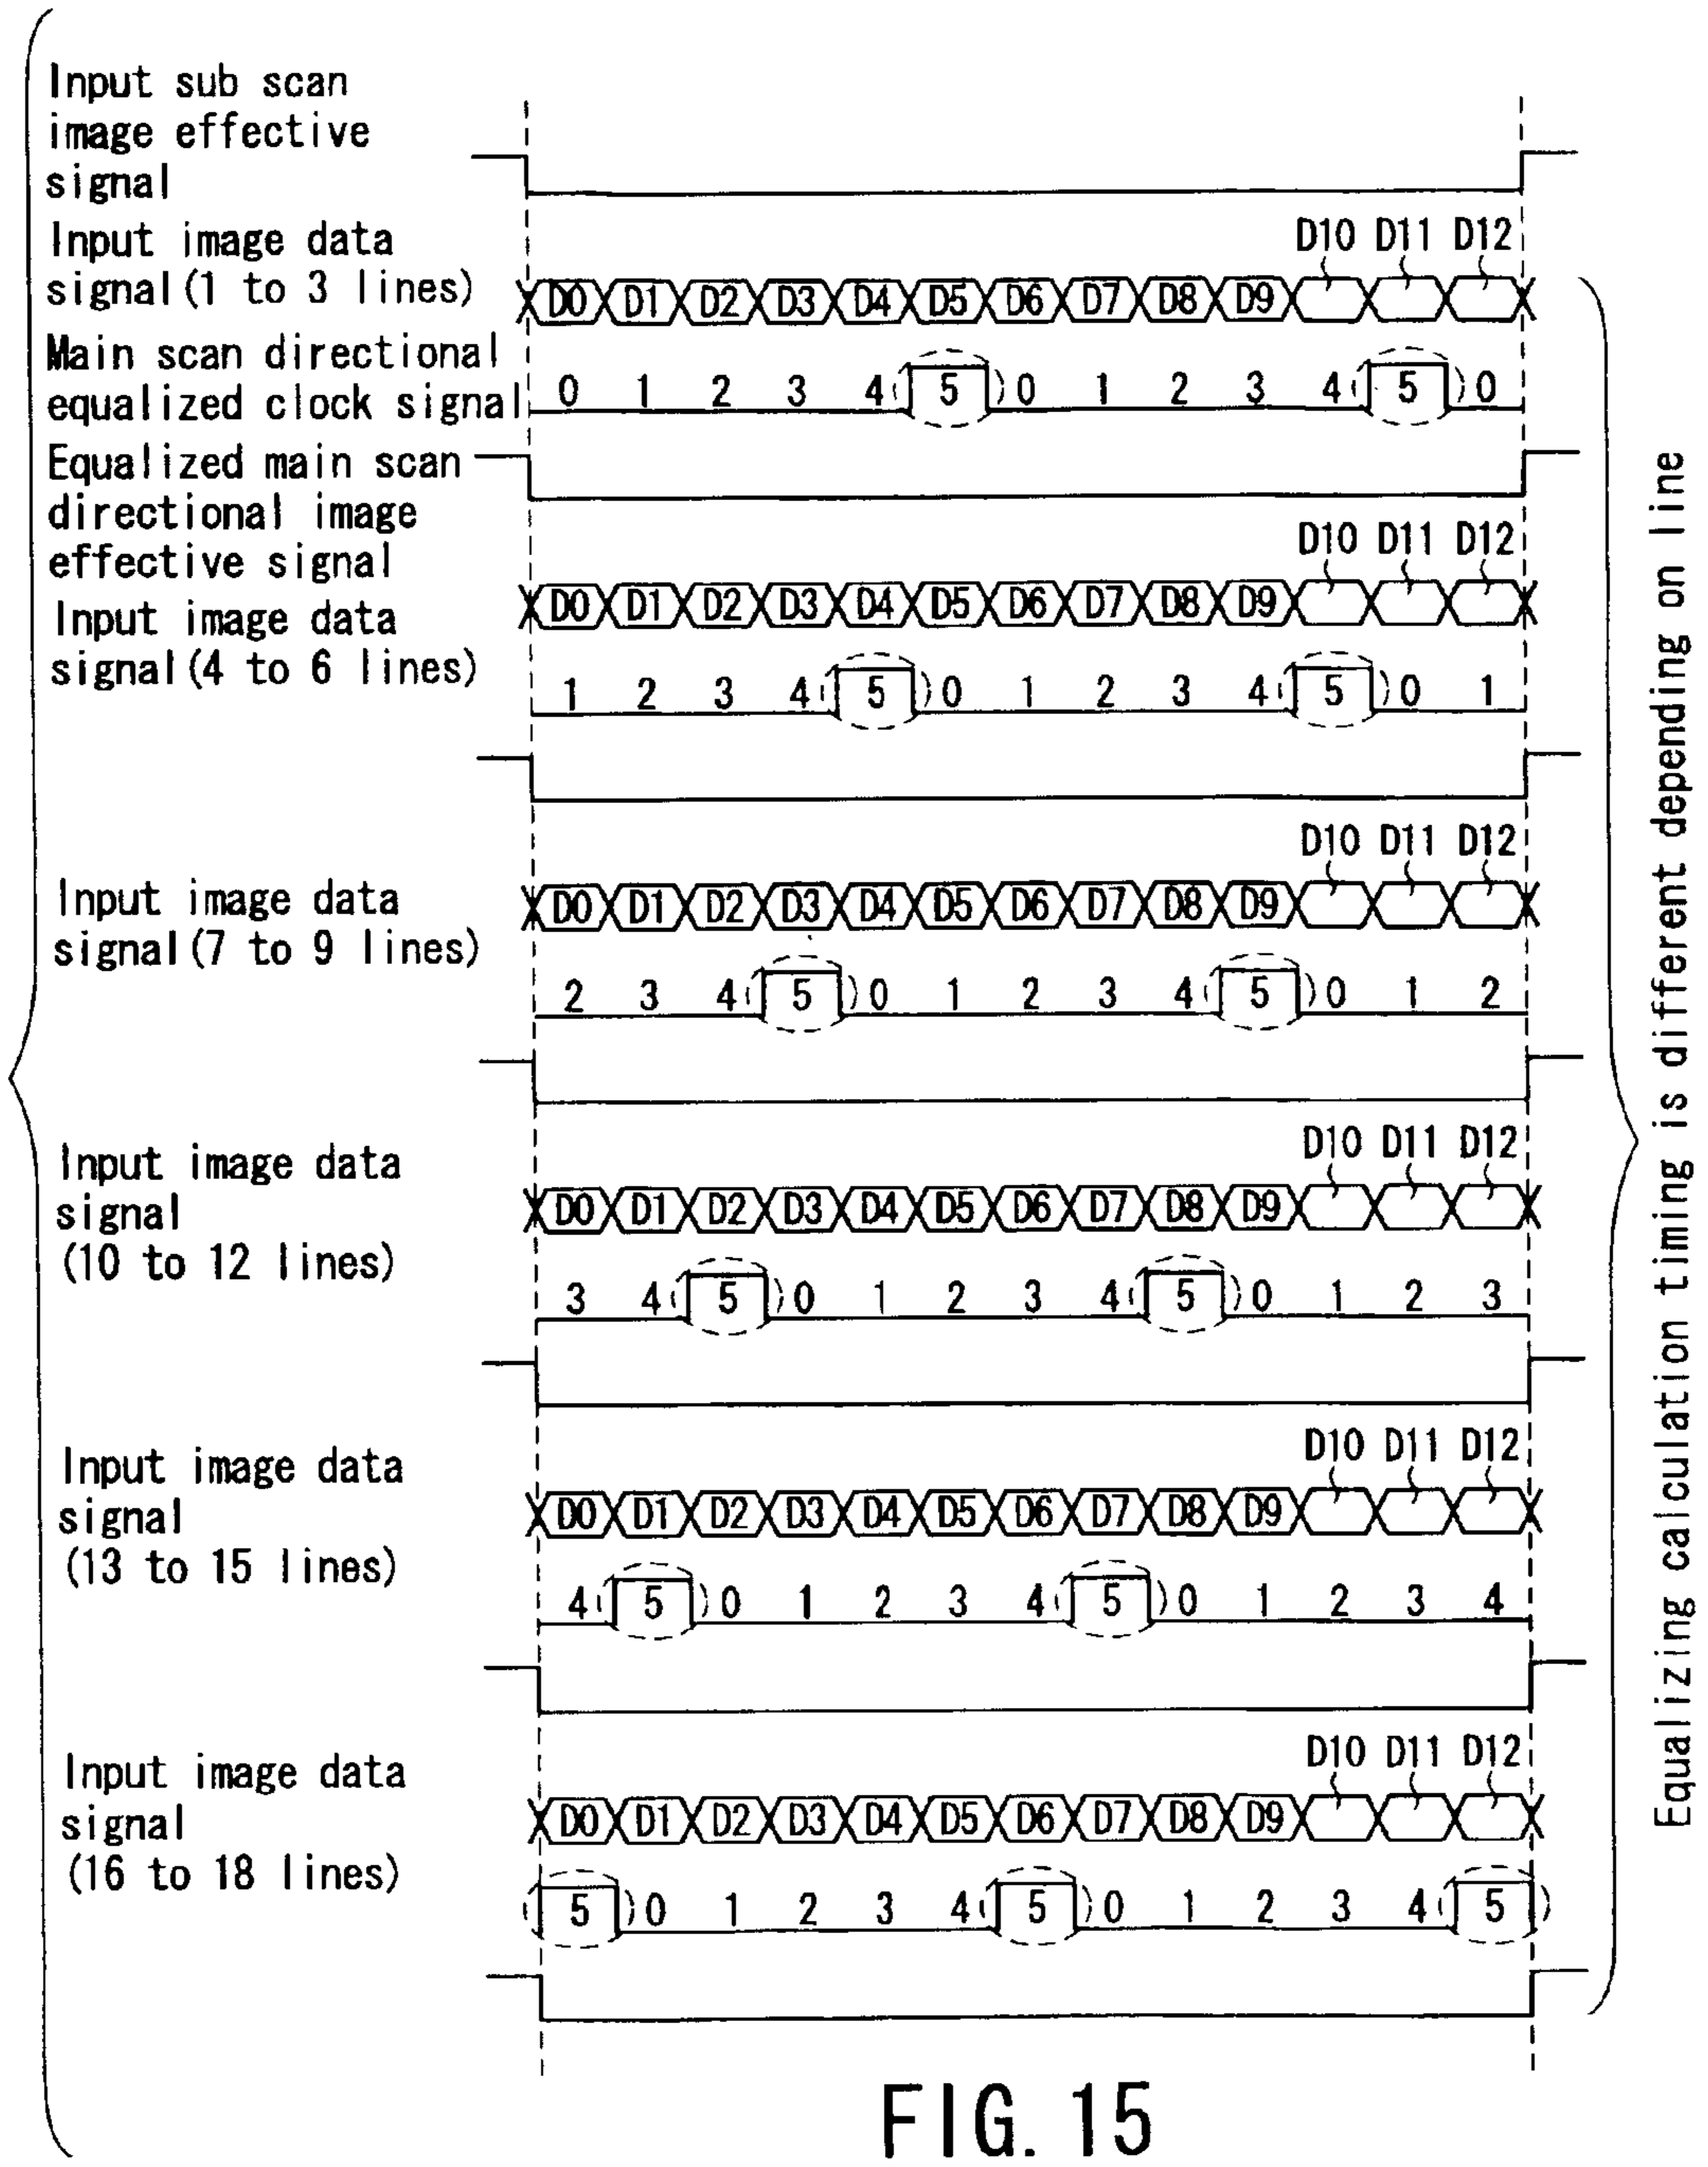 Input sub scan
image effective
signal
Input image data
signal(1 to 3 lines)
D10 D11 D12
D0 D1 D2 D3 D4 D5 D6 D7 D8 D9
Main scan directional
equalized clock signal
0 1 2 3 4 5 0 1 2 3 4 5 0
Equalized main scan
directional image
effective signal
D10 D11 D12
D0 D1 D2 D3 D4 D5 D6 D7 D8 D9
Input image data
signal(4 to 6 lines)
1 2 3 4 5 0 1 2 3 4 5 0 1
D10 D11 D12
Input image data
signal(7 to 9 lines)
D0 D1 D2 D3 D4 D5 D6 D7 D8 D9
2 3 4 5 0 1 2 3 4 5 0 1 2
D10 D11 D12
Input image data
signal
(10 to 12 lines)
D0 D1 D2 D3 D4 D5 D6 D7 D8 D9
3 4 5 0 1 2 3 4 5 0 1 2 3
D10 D11 D12
Input image data
signal
(13 to 15 lines)
D0 D1 D2 D3 D4 D5 D6 D7 D8 D9
4 5 0 1 2 3 4 5 0 1 2 3 4
D10 D11 D12
Input image data
signal
(16 to 18 lines)
D0 D1 D2 D3 D4 D5 D6 D7 D8 D9
5 0 1 2 3 4 5 0 1 2 3 4 5
Equalizing calculation timing is different depending on line
FIG. 15